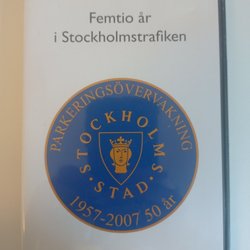 Femtio år
i Stockholmstrafiken
PARKERINGSÖVERVAKNING
STOCKHOLMS
STAD
1957-2007 50 år